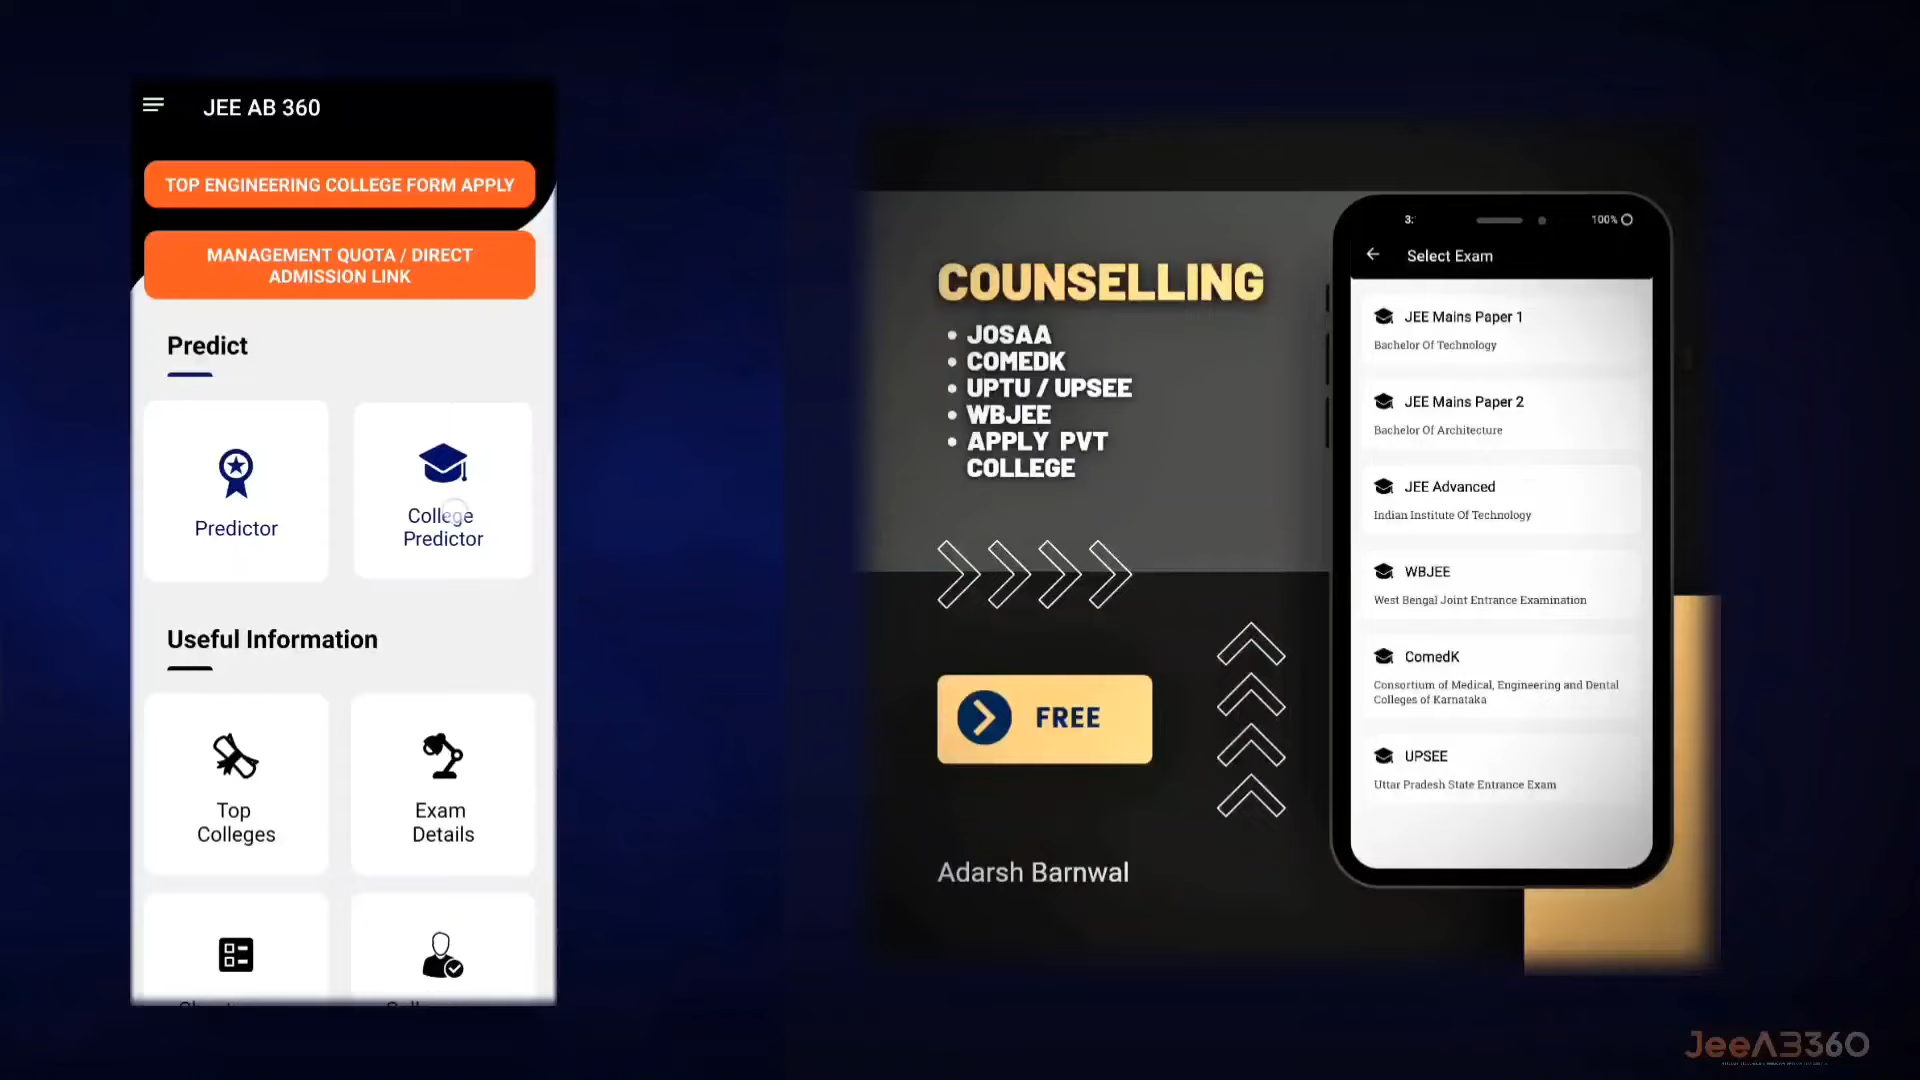 JEE AB 360
TOP ENGINEERING COLLEGE FORM APPLY
MANAGEMENT QUOTA / DIRECT
ADMISSION LINK
Predict
Predictor
College
Predictor
Useful Information
Top
Colleges
Exam
Details
COUNSELLING
• JOSAA
• COMEDK
• UPTU / UPSEE
• WBJEE
• APPLY PVT
COLLEGE
FREE
Adarsh Barnwal
3:
100%
Select Exam
JEE Mains Paper 1
Bachelor Of Technology
JEE Mains Paper 2
Bachelor Of Architecture
JEE Advanced
Indian Institute Of Technology
WBJEE
West Bengal Joint Entrance Examination
ComedK
Consortium of Medical, Engineering and Dental
Colleges of Karnataka
UPSEE
Uttar Pradesh State Entrance Exam
JeeAB360